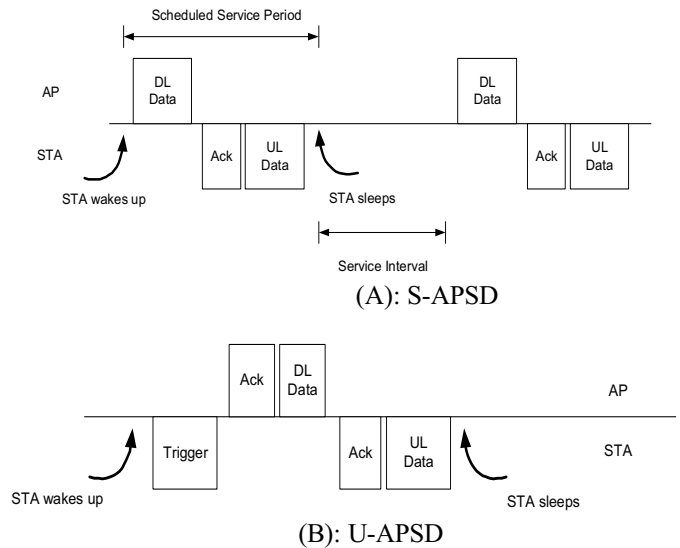 Scheduled Service Period
AP
DL
Data
DL
Data
STA
Ack
UL
Data
Ack
UL
Data
STA wakes up
STA sleeps
Service Interval
(A): S-APSD
Ack
DL
Data
AP
Trigger
Ack
UL
Data
STA
STA wakes up
STA sleeps
(B): U-APSD